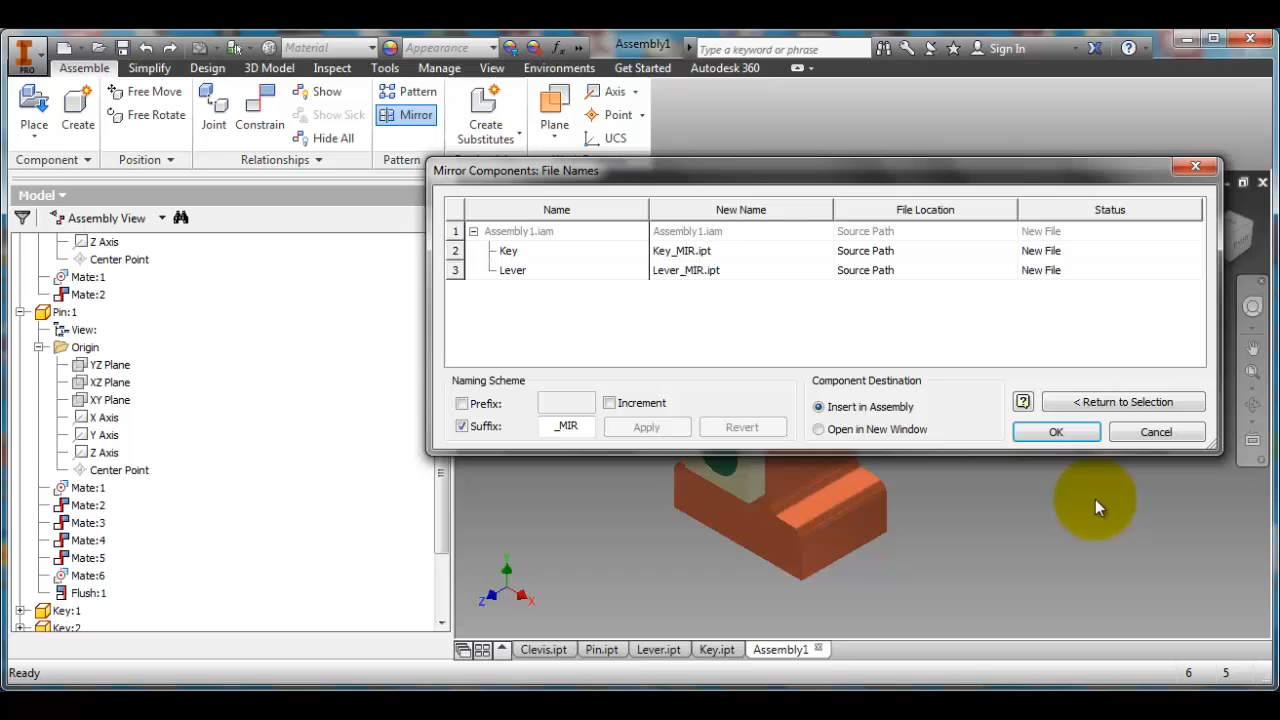 Material
Appearance
Assembly1
Type a keyword or phrase
Sign In
PRO
Assemble Simplify Design 3D Model Inspect Tools Manage View Environments Get Started Autodesk 360
Place
Create
Free Move
Free Rotate
Joint
Constrain
Show
Show Sick
Hide All
Pattern
Mirror
Create
Substitutes
Plane
Axis
Point
UCS
Component
Position
Relationships
Pattern
Model
Assembly View
Z Axis
Center Point
Mate:1
Mate:2
Pin:1
View:
Origin
YZ Plane
XZ Plane
XY Plane
X Axis
Y Axis
Z Axis
Center Point
Mate:1
Mate:2
Mate:3
Mate:4
Mate:5
Mate:6
Flush:1
Key:1
Key:2
Mirror Components: File Names
Name New Name File Location Status
1 Assembly1.iam Assembly1.iam Source Path New File
2 Key Key_MIR.ipt Source Path New File
3 Lever Lever_MIR.ipt Source Path New File
Naming Scheme
Prefix:
Increment
Suffix: _MIR Apply Revert
Component Destination
Insert in Assembly
Open in New Window
< Return to Selection
OK Cancel
Y
Z
X
Clevis.ipt Pin.ipt Lever.ipt Key.ipt Assembly1
Ready
6 5